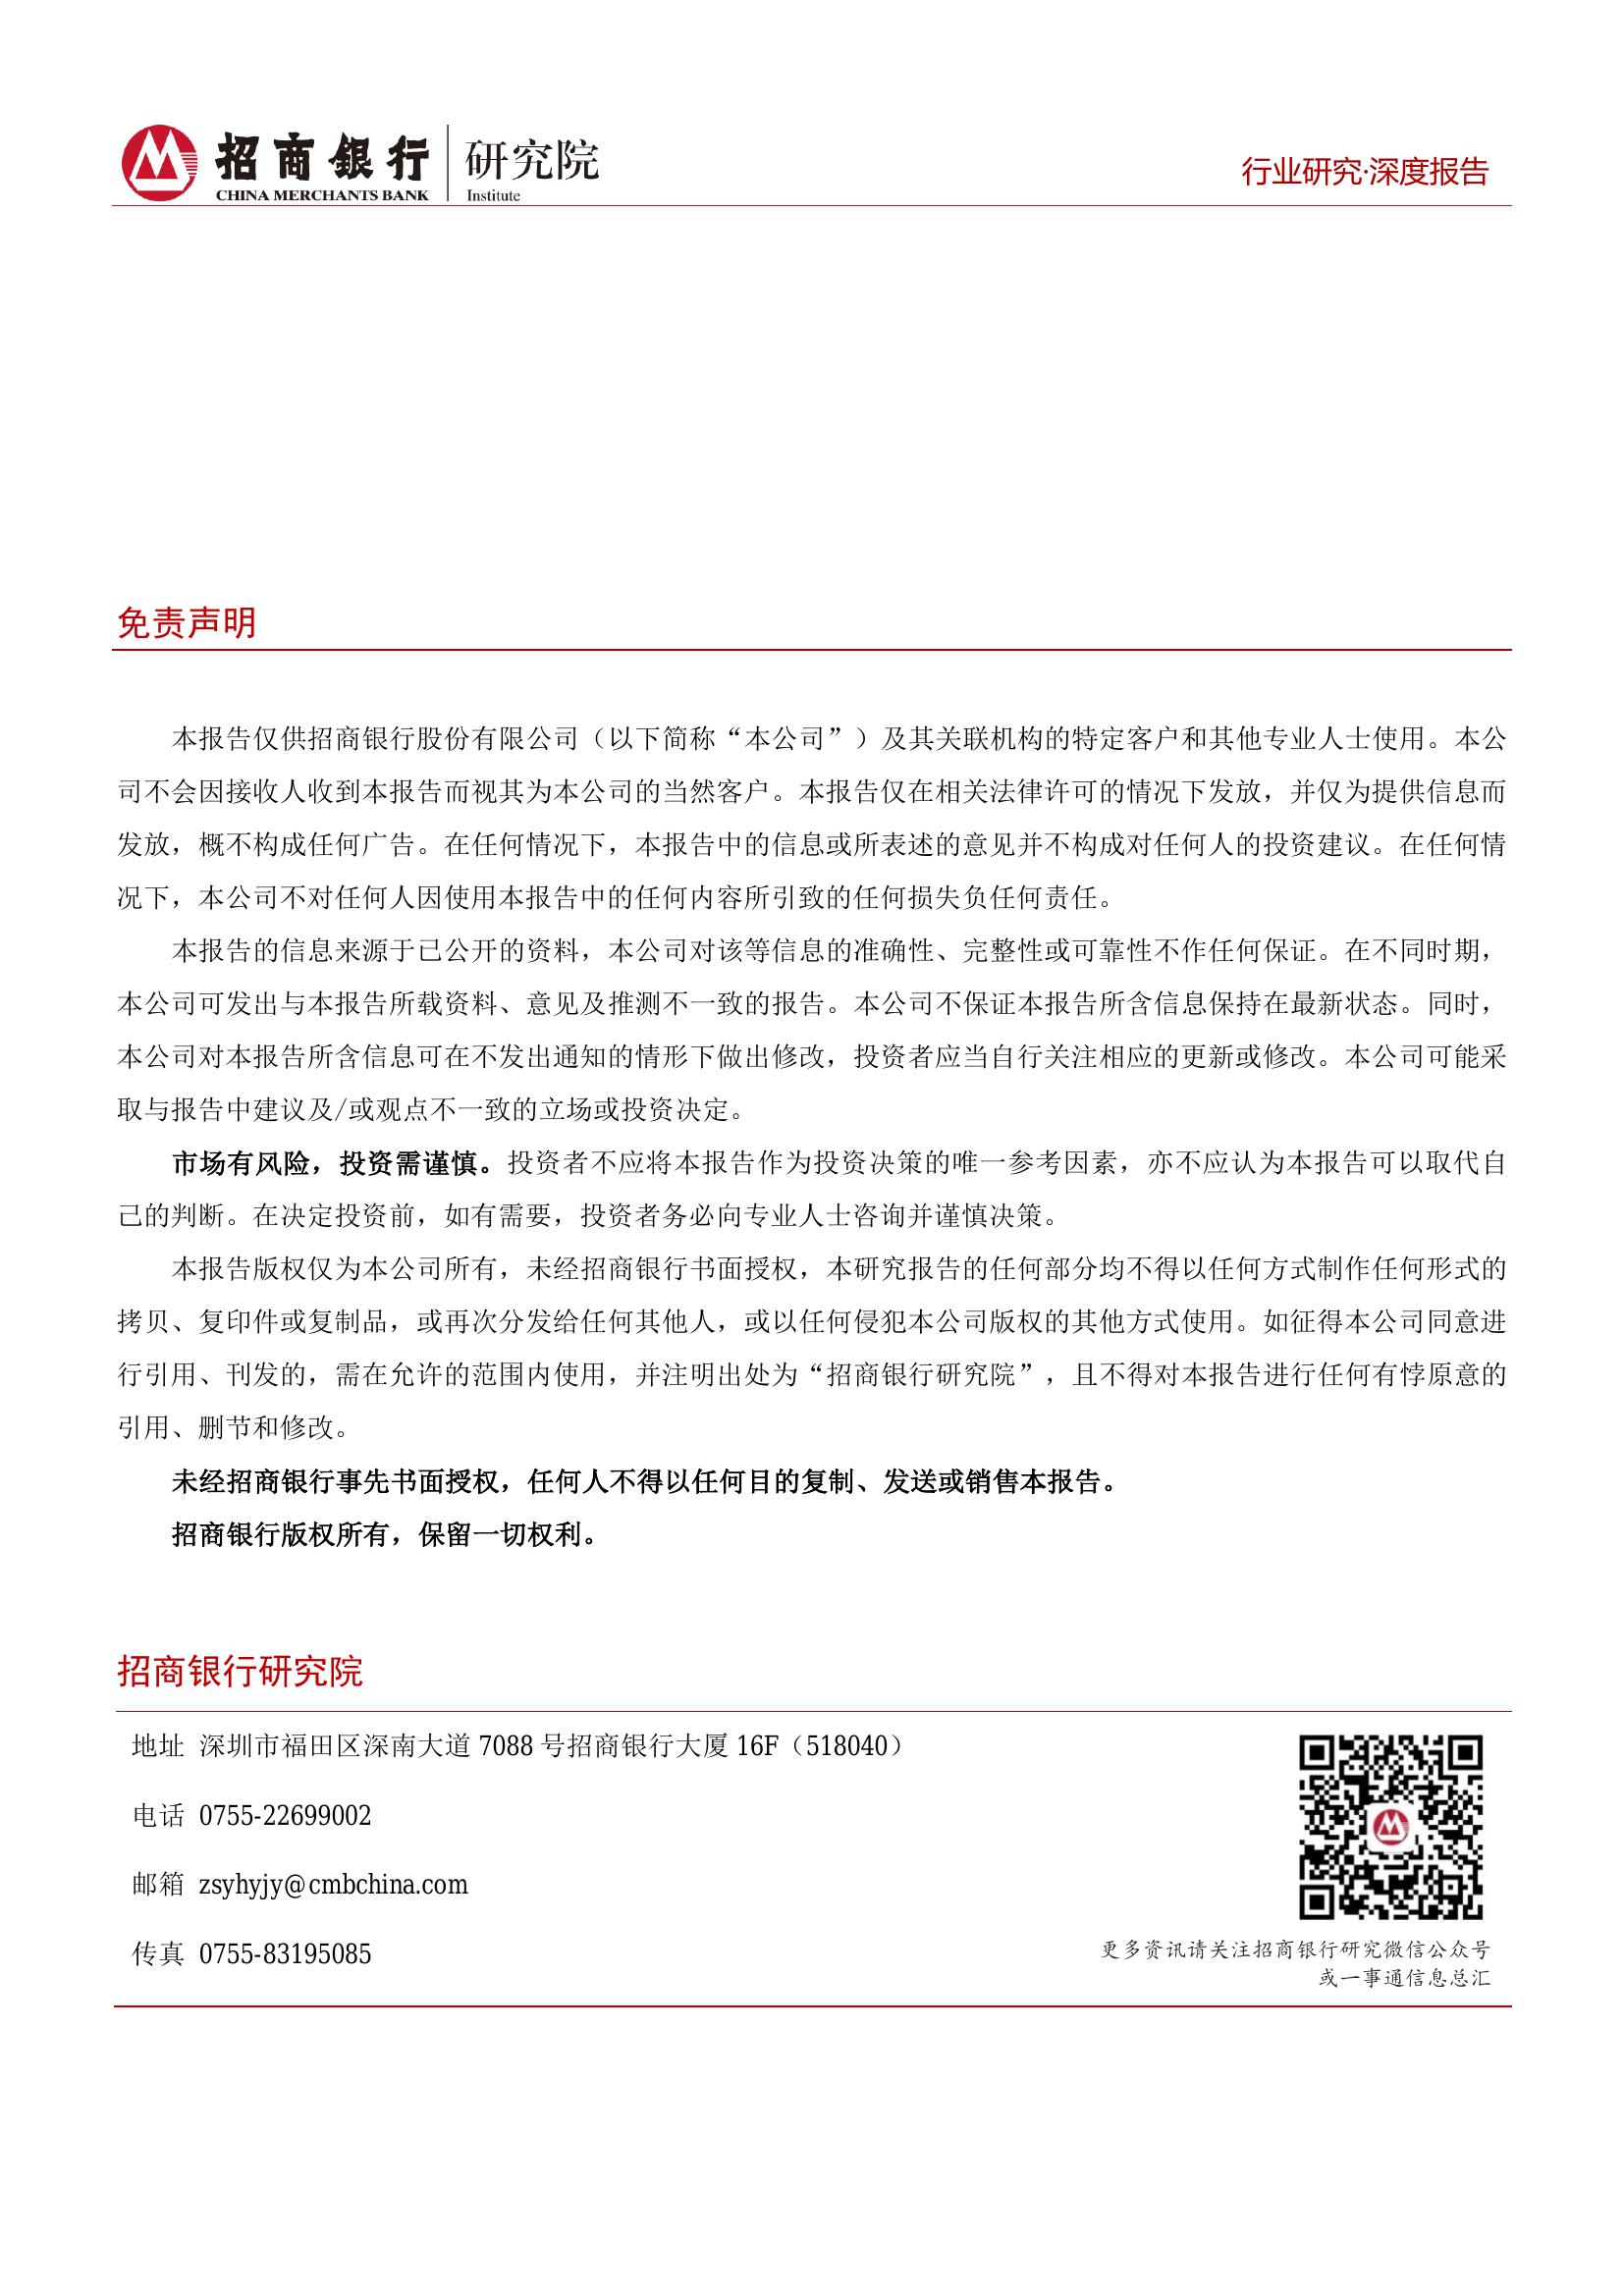 招商銀行 研究院
CHINA MERCHANTS BANK Institute
行业研究·深度报告
免责声明
本报告仅供招商银行股份有限公司（以下简称“本公司”）及其关联机构的特定客户和其他专业人士使用。本公
司不会因接收人收到本报告而视其为本公司的当然客户。本报告仅在相关法律许可的情况下发放，并仅为提供信息而
发放，概不构成任何广告。在任何情况下，本报告中的信息或所表述的意见并不构成对任何人的投资建议。在任何情
况下，本公司不对任何人因使用本报告中的任何内容所引致的任何损失负任何责任。
本报告的信息来源于已公开的资料，本公司对该等信息的准确性、完整性或可靠性不作任何保证。在不同时期，
本公司可发出与本报告所载资料、意见及推测不一致的报告。本公司不保证本报告所含信息保持在最新状态。同时，
本公司对本报告所含信息可在不发出通知的情形下做出修改，投资者应当自行关注相应的更新或修改。本公司可能采
取与报告中建议及/或观点不一致的立场或投资决定。
市场有风险，投资需谨慎。投资者不应将本报告作为投资决策的唯一参考因素，亦不应认为本报告可以取代自
己的判断。在决定投资前，如有需要，投资者务必向专业人士咨询并谨慎决策。
本报告版权仅为本公司所有，未经招商银行书面授权，本研究报告的任何部分均不得以任何方式制作任何形式的
拷贝、复印件或复制品，或再次分发给任何其他人，或以任何侵犯本公司版权的其他方式使用。如征得本公司同意进
行引用、刊发的，需在允许的范围内使用，并注明出处为“招商银行研究院”，且不得对本报告进行任何有悖原意的
引用、删节和修改。
未经招商银行事先书面授权，任何人不得以任何目的复制、发送或销售本报告。
招商银行版权所有，保留一切权利。
招商银行研究院
地址 深圳市福田区深南大道 7088 号招商银行大厦 16F（518040）
电话 0755-22699002
邮箱 zsyhyjy@cmbchina.com
传真 0755-83195085
更多资讯请关注招商银行研究微信公众号
或一事通信息总汇